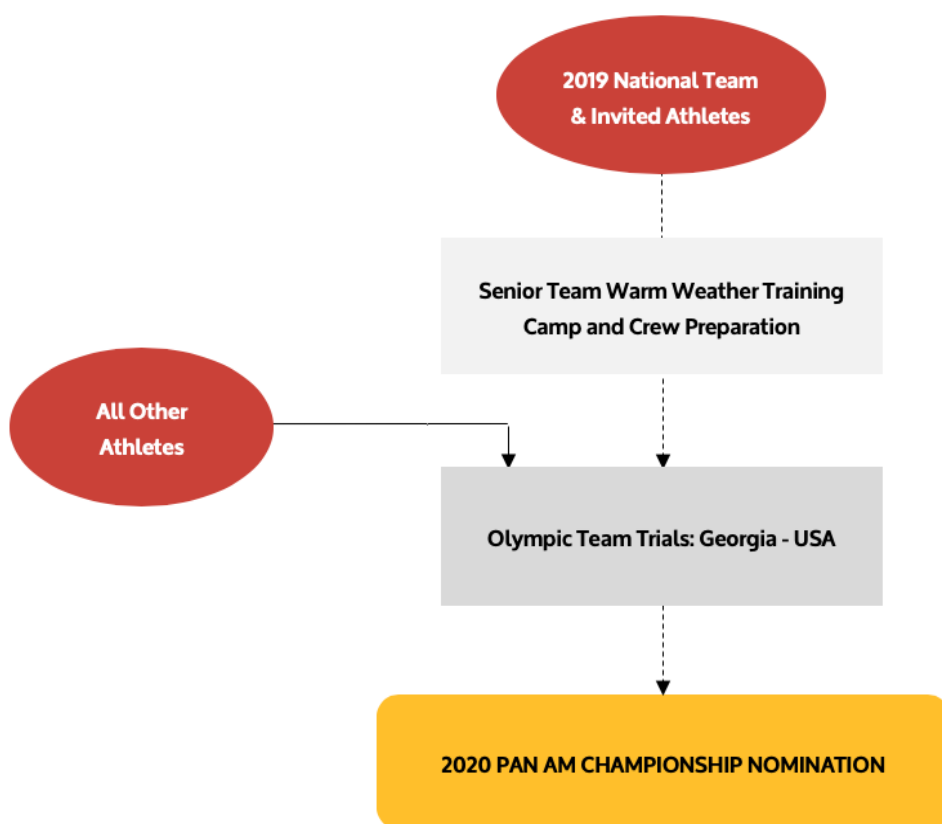 2019 National Team
& Invited Athletes
Senior Team Warm Weather Training
Camp and Crew Preparation
All Other
Athletes
Olympic Team Trials: Georgia - USA
2020 PAN AM CHAMPIONSHIP NOMINATION